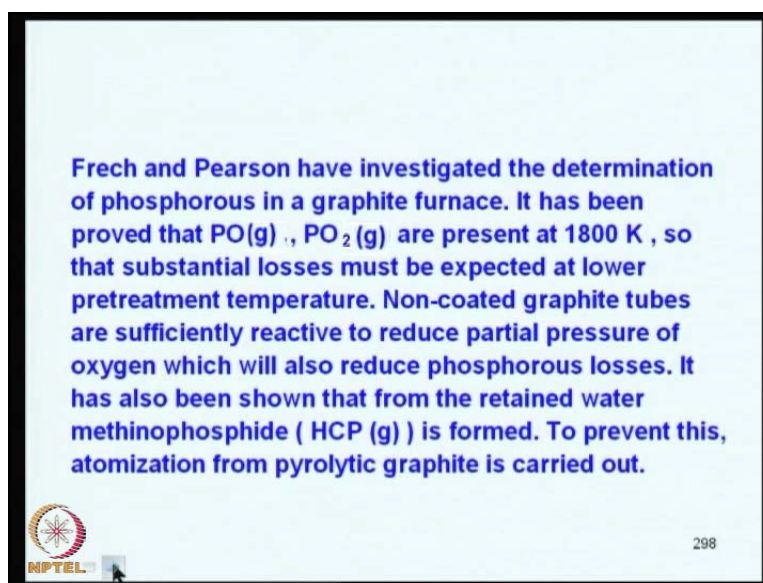 Frech and Pearson have investigated the determination
of phosphorous in a graphite furnace. It has been
proved that PO(g) ., PO2 (g) are present at 1800 K , so
that substantial losses must be expected at lower
pretreatment temperature. Non-coated graphite tubes
are sufficiently reactive to reduce partial pressure of
oxygen which will also reduce phosphorous losses. It
has also been shown that from the retained water
methinophosphide ( HCP (g) ) is formed. To prevent this,
atomization from pyrolytic graphite is carried out.
298
NPTEL